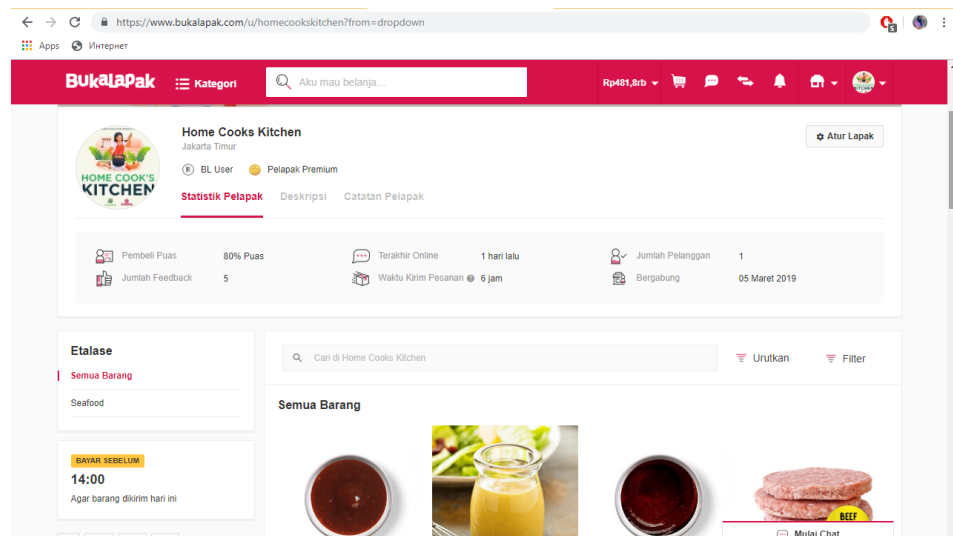 https://www.bukalapak.com/u/homecookskitchen?from=dropdown
Apps Интернет
BukaLapak Kategori Aku mau belanja... Rp481,8rb
Home Cooks Kitchen
Jakarta Timur
Atur Lapak
BL User Pelapak Premium
HOME COOK'S
KITCHEN
Statistik Pelapak Deskripsi Catatan Pelapak
Pembeli Puas 80% Puas Terakhir Online 1 hari lalu Jumlah Pelanggan 1
Jumlah Feedback 5 Waktu Kirim Pesanan 6 jam Bergabung 05 Maret 2019
Etalase
Semua Barang
Seafood
Cari di Home Cooks Kitchen Urutkan Filter
Semua Barang
BAYAR SEBELUM
14:00
Agar barang dikirim hari ini
BEEF
Mulai Chat